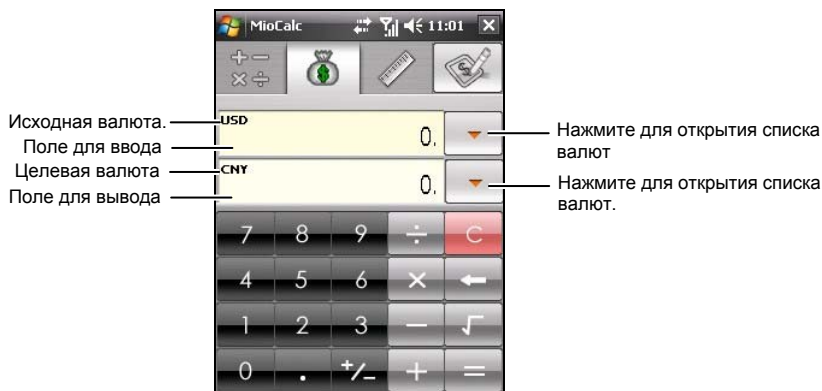 MioCalc 11:01
Исходная валюта.
Поле для ввода
Целевая валюта
Поле для вывода
USD
0.
CNY
0.
Нажмите для открытия списка
валют
Нажмите для открытия списка
валют.
7 8 9 ÷ C
4 5 6 × ←
1 2 3 − √
0 . +/− + =